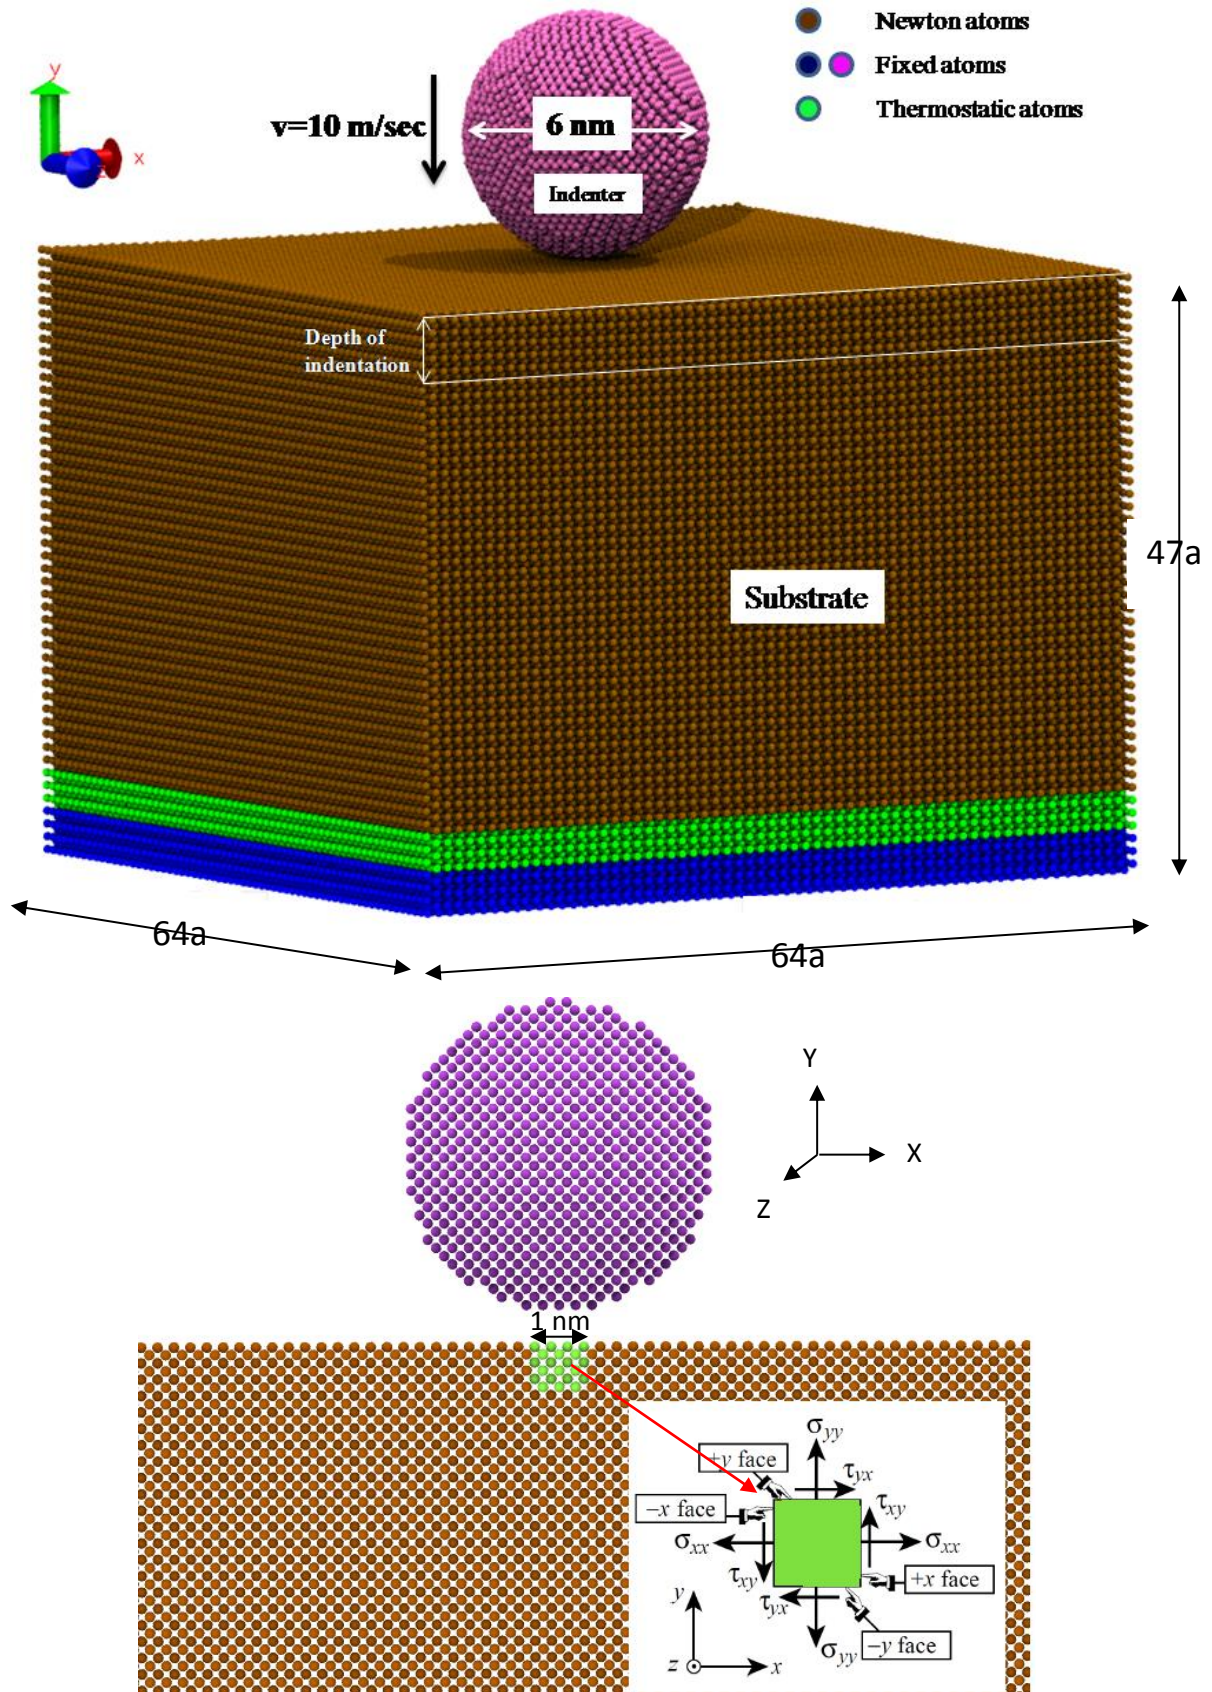 Newton atoms
Fixed atoms
Thermostatic atoms
y
x
z
v=10 m/sec
6 nm
Indenter
Depth of
indentation
Substrate
47a
64a
64a
Y
X
Z
1 nm
σyy
+y face
τyx
−x face
τxy
σxx
σxx
τxy
+x face
τyx
y
σyy
−y face
z
x